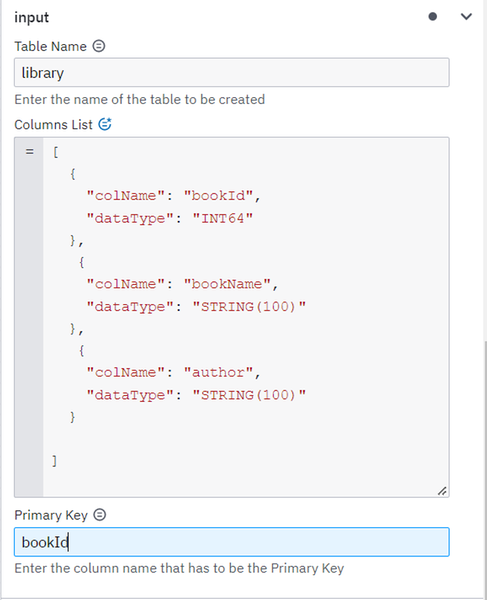 input
Table Name
library
Enter the name of the table to be created
Columns List
= [
{
"colName": "bookId",
"dataType": "INT64"
},
{
"colName": "bookName",
"dataType": "STRING(100)"
},
{
"colName": "author",
"dataType": "STRING(100)"
}
]
Primary Key
bookId
Enter the column name that has to be the Primary Key